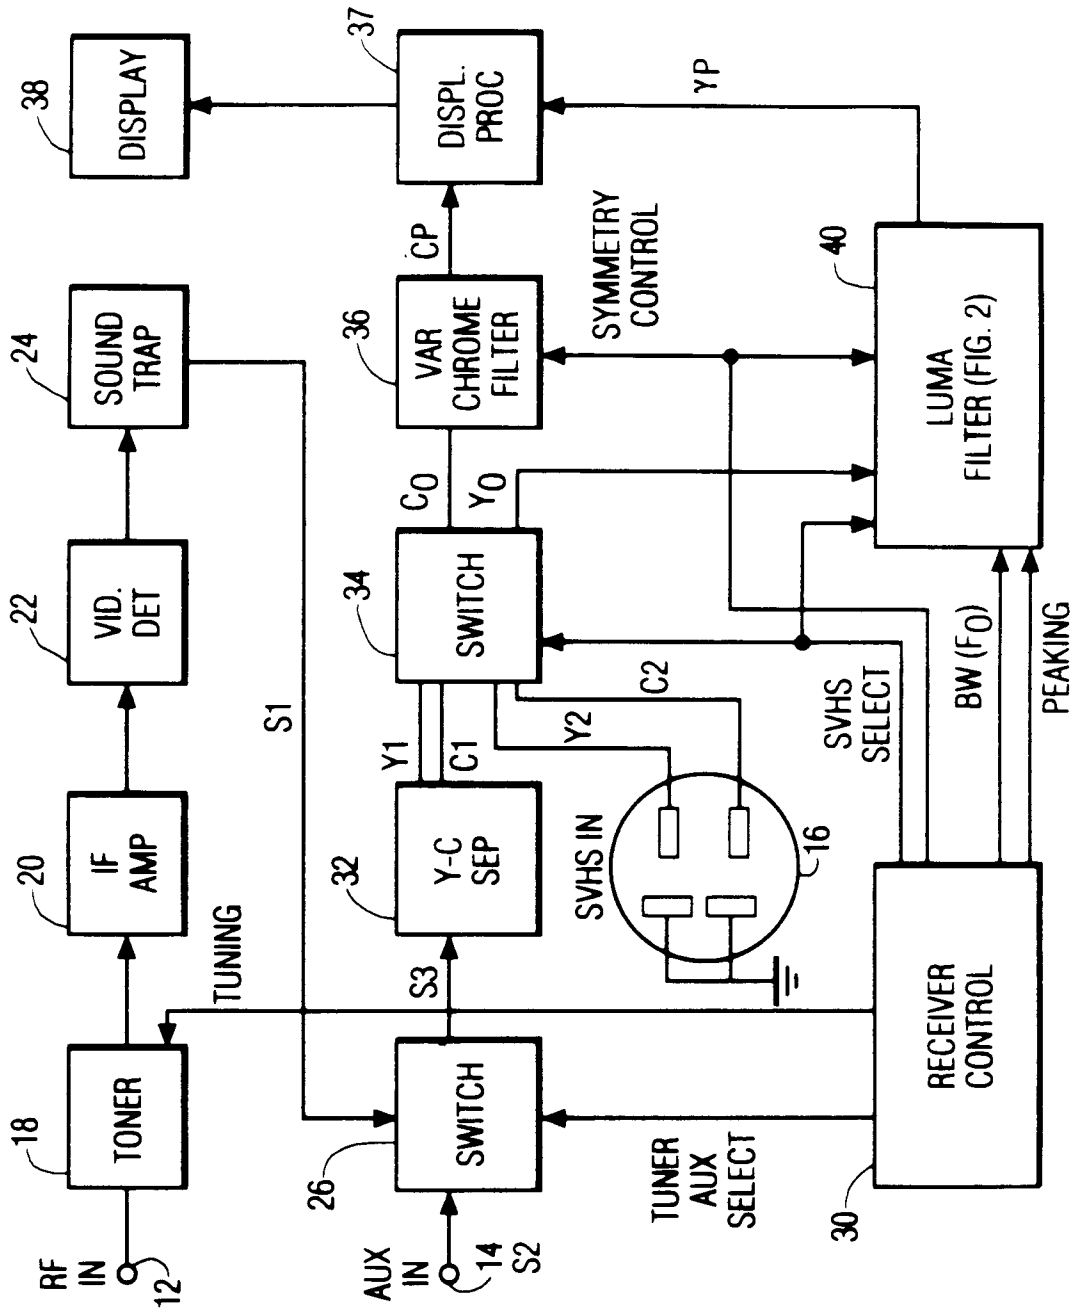 RF
IN
12
18
TONER
20
IF
AMP
22
VID.
DET
24
SOUND
TRAP
38
DISPLAY
TUNING
S1
AUX
IN
14
S2
26
SWITCH
S3
32
Y-C
SEP
Y1
C1
34
SWITCH
C0
Y0
36
VAR
CHROME
FILTER
CP
37
DISPL.
PROC
SVHS IN
16
Y2
C2
TUNER
AUX
SELECT
SVHS
SELECT
SYMMETRY
CONTROL
YP
30
RECEIVER
CONTROL
BW (F0)
PEAKING
40
LUMA
FILTER (FIG. 2)